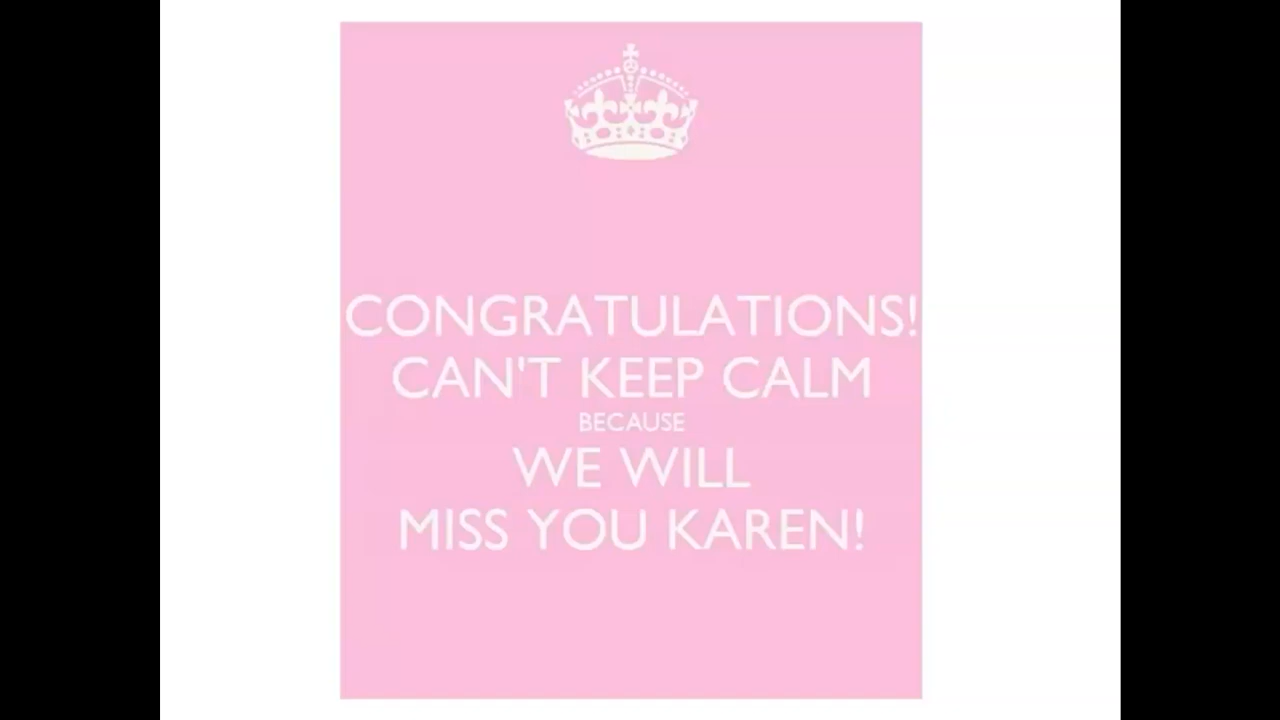 CONGRATULATIONS!
CAN'T KEEP CALM
BECAUSE
WE WILL
MISS YOU KAREN!